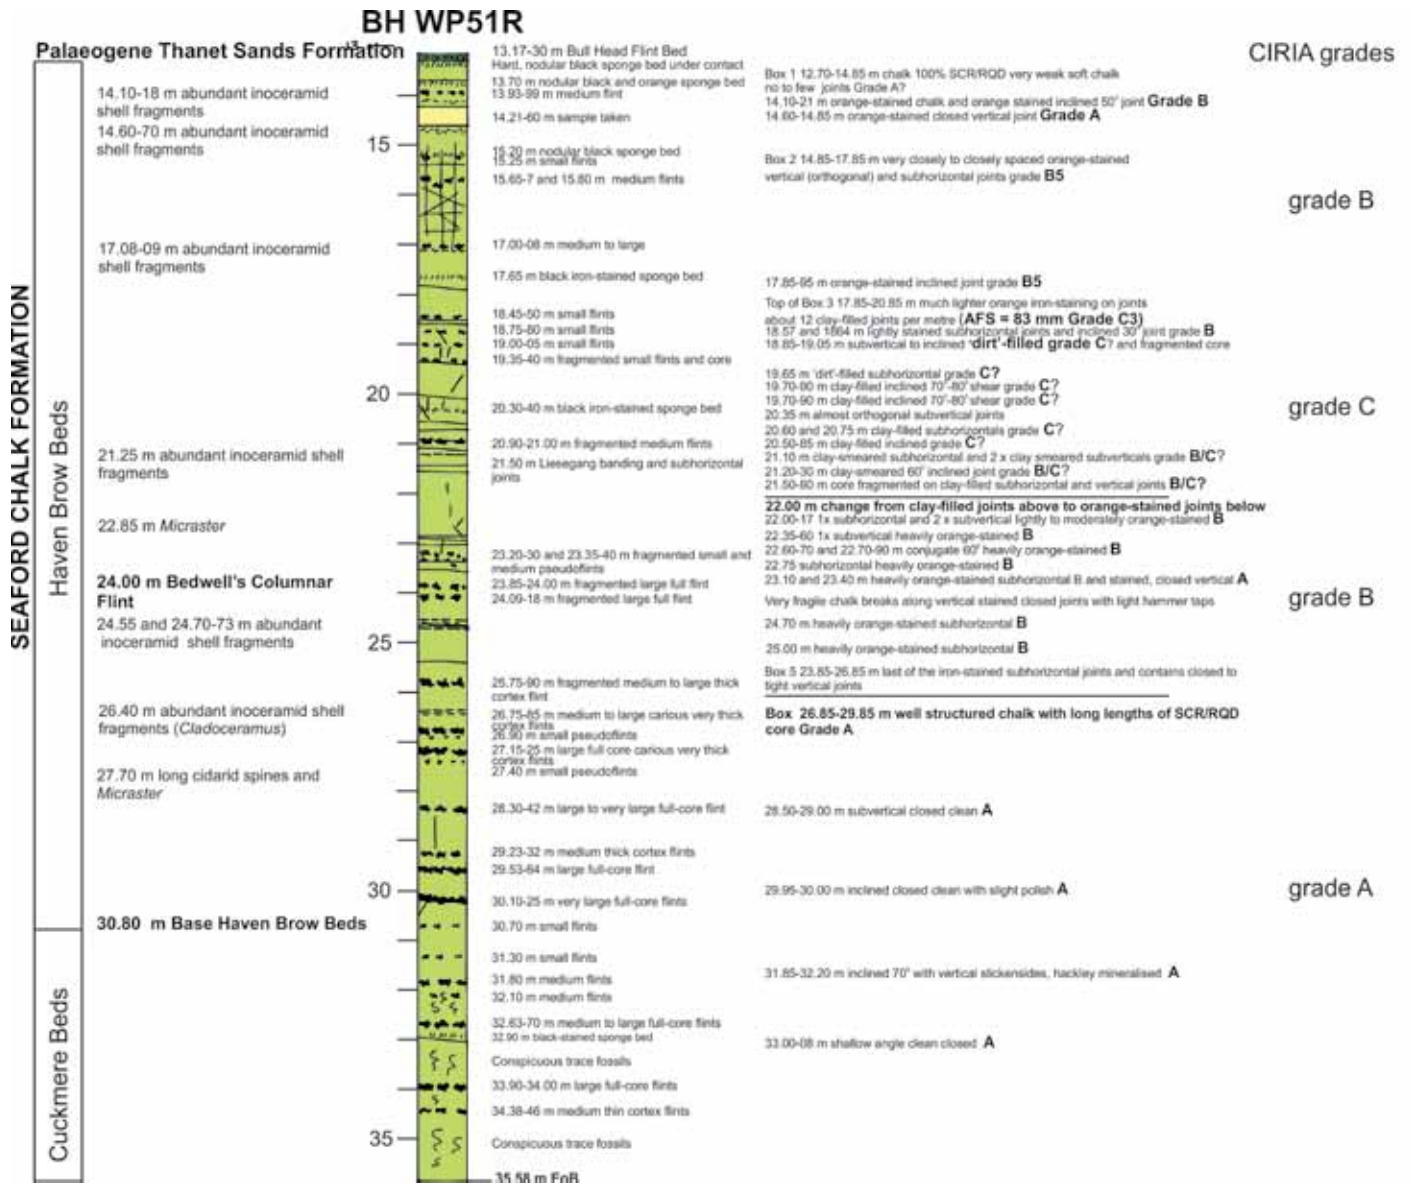 BH WP51R
Palaeogene Thanet Sands Formation
CIRIA grades
SEAFORD CHALK FORMATION
Haven Brow Beds
Cuckmere Beds
14.10-18 m abundant inoceramid
shell fragments
14.60-70 m abundant inoceramid
shell fragments
17.08-09 m abundant inoceramid
shell fragments
21.25 m abundant inoceramid shell
fragments
22.85 m Micraster
24.00 m Bedwell's Columnar
Flint
24.55 and 24.70-73 m abundant
inoceramid shell fragments
26.40 m abundant inoceramid shell
fragments (Cladoceramus)
27.70 m long cidarid spines and
Micraster
30.80 m Base Haven Brow Beds
13
15
20
25
30
35
13.17-30 m Bull Head Flint Bed
Hard, nodular black sponge bed under contact
13.70 m nodular black and orange sponge bed
13.93-99 m medium flint
14.21-60 m sample taken
15.20 m nodular black sponge bed
15.25 m small flints
15.65-7 and 15.80 m medium flints
17.00-08 m medium to large
17.65 m black iron-stained sponge bed
18.45-50 m small flints
18.75-80 m small flints
19.00-05 m small flints
19.35-40 m fragmented small flints and core
20.30-40 m black iron-stained sponge bed
20.90-21.00 m fragmented medium flints
21.50 m Liesegang banding and subhorizontal
joints
23.20-30 and 23.35-40 m fragmented small and
medium pseudoflints
23.85-24.00 m fragmented large full flint
24.09-18 m fragmented large full flint
25.75-90 m fragmented medium to large thick
cortex flint
26.75-85 m medium to large carious very thick
cortex flints
26.90 m small pseudoflints
27.15-25 m large full core carious very thick
cortex flints
27.40 m small pseudoflints
28.30-42 m large to very large full-core flint
29.23-32 m medium thick cortex flints
29.53-64 m large full-core flint
30.10-25 m very large full-core flints
30.70 m small flints
31.30 m small flints
31.80 m medium flints
32.10 m medium flints
32.63-70 m medium to large full-core flints
32.90 m black-stained sponge bed
Conspicuous trace fossils
33.90-34.00 m large full-core flints
34.38-46 m medium thin cortex flints
Conspicuous trace fossils
35.58 m EoB
Box 1 12.70-14.85 m chalk 100% SCR/RQD very weak soft chalk
no to few joints Grade A?
14.10-21 m orange-stained chalk and orange stained inclined 50° joint Grade B
14.60-14.85 m orange-stained closed vertical joint Grade A
Box 2 14.85-17.85 m very closely to closely spaced orange-stained
vertical (orthogonal) and subhorizontal joints grade B5
17.85-95 m orange-stained inclined joint grade B5
Top of Box 3 17.85-20.85 m much lighter orange iron-staining on joints
about 12 clay-filled joints per metre (AFS = 83 mm Grade C3)
18.57 and 1864 m lightly stained subhorizontal joints and inclined 30° joint grade B
18.85-19.05 m subvertical to inclined 'dirt'-filled grade C? and fragmented core
19.65 m 'dirt'-filled subhorizontal grade C?
19.70-80 m clay-filled inclined 70°-80° shear grade C?
19.70-90 m clay-filled inclined 70°-80° shear grade C?
20.35 m almost orthogonal subvertical joints
20.60 and 20.75 m clay-filled subhorizontals grade C?
20.50-85 m clay-filled inclined grade C?
21.10 m clay-smeared subhorizontal and 2 x clay smeared subverticals grade B/C?
21.20-30 m clay-smeared 60° inclined joint grade B/C?
21.50-60 m core fragmented on clay-filled subhorizontal and vertical joints B/C?
22.00 m change from clay-filled joints above to orange-stained joints below
22.00-17 1x subhorizontal and 2 x subvertical lightly to moderately orange-stained B
22.35-60 1x subvertical heavily orange-stained B
22.60-70 and 22.70-90 m conjugate 60° heavily orange-stained B
22.75 subhorizontal heavily orange-stained B
23.10 and 23.40 m heavily orange-stained subhorizontal B and stained, closed vertical A
Very fragile chalk breaks along vertical stained closed joints with light hammer taps
24.70 m heavily orange-stained subhorizontal B
25.00 m heavily orange-stained subhorizontal B
Box 5 23.85-26.85 m last of the iron-stained subhorizontal joints and contains closed to
tight vertical joints
Box 26.85-29.85 m well structured chalk with long lengths of SCR/RQD
core Grade A
28.50-29.00 m subvertical closed clean A
29.95-30.00 m inclined closed clean with slight polish A
31.85-32.20 m inclined 70° with vertical slickensides, hackley mineralised A
33.00-08 m shallow angle clean closed A
grade B
grade C
grade B
grade A